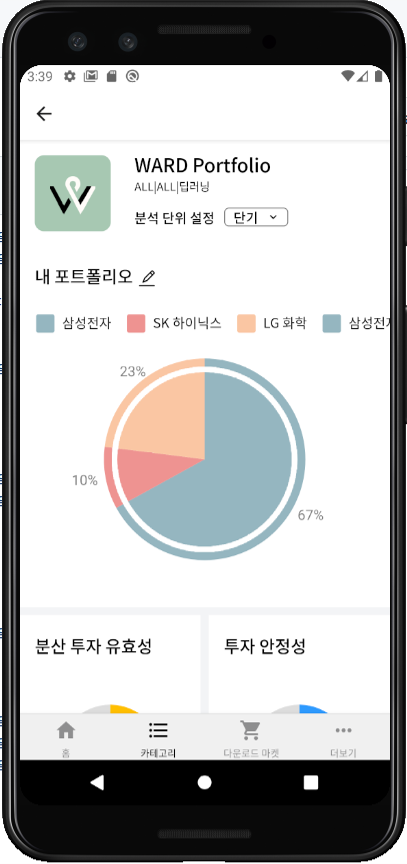 3:39
WARD Portfolio
ALL|ALL|딥러닝
분석 단위 설정 단기
내 포트폴리오
삼성전자 SK 하이닉스 LG 화학 삼성전자
23%
10%
67%
분산 투자 유효성 투자 안정성
홈 카테고리 다운로드 마켓 더보기